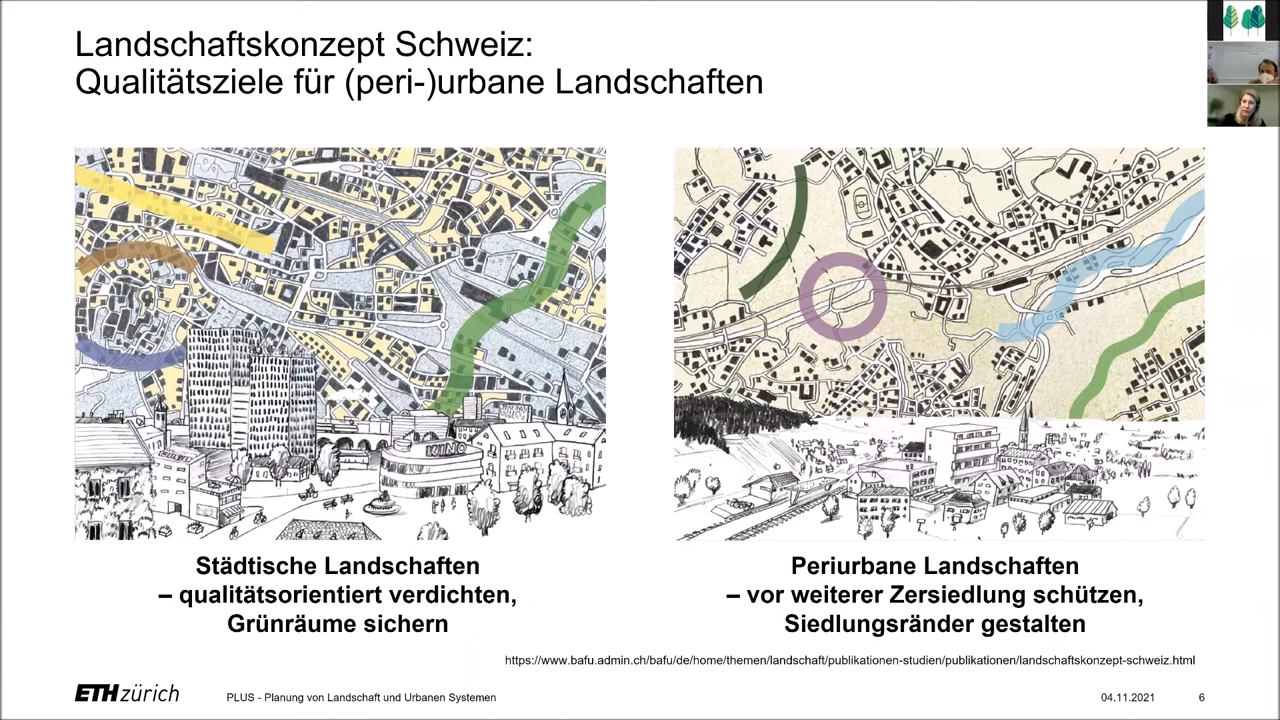 Landschaftskonzept Schweiz:
Qualitätsziele für (peri-)urbane Landschaften
KINO
Städtische Landschaften
– qualitätsorientiert verdichten,
Grünräume sichern
Periurbane Landschaften
– vor weiterer Zersiedlung schützen,
Siedlungsränder gestalten
https://www.bafu.admin.ch/bafu/de/home/themen/landschaft/publikationen-studien/publikationen/landschaftskonzept-schweiz.html
ETH zürich
PLUS - Planung von Landschaft und Urbanen Systemen
04.11.2021
6